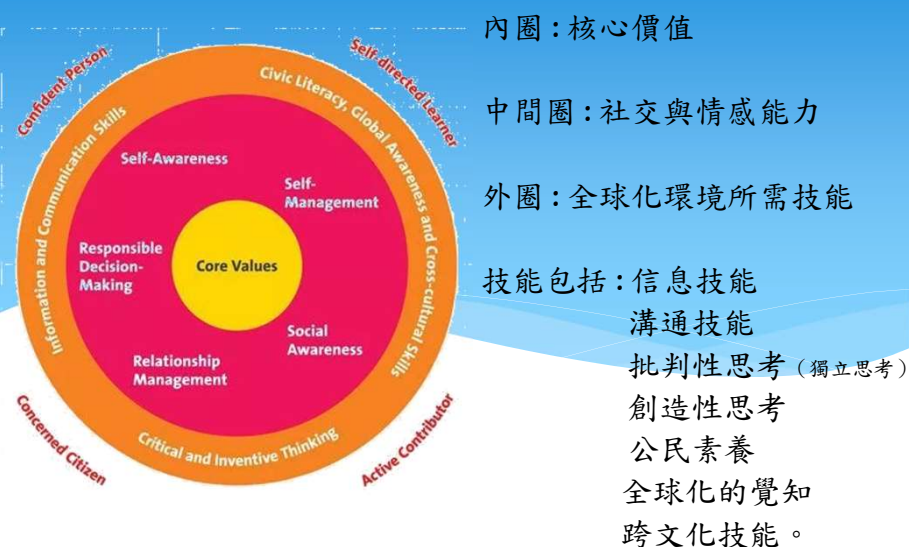 Confident Person
Self-directed Learner
Information and Communication Skills
Civic Literacy, Global Awareness and Cross-cultural Skills
Self-Awareness
Self-
Management
Responsible
Decision-
Making
Core Values
Social
Awareness
Relationship
Management
Critical and Inventive Thinking
Concerned Citizen
Active Contributor
內圈:核心價值
中間圈:社交與情感能力
外圈:全球化環境所需技能
技能包括:信息技能
溝通技能
批判性思考(獨立思考)
創造性思考
公民素養
全球化的覺知
跨文化技能。